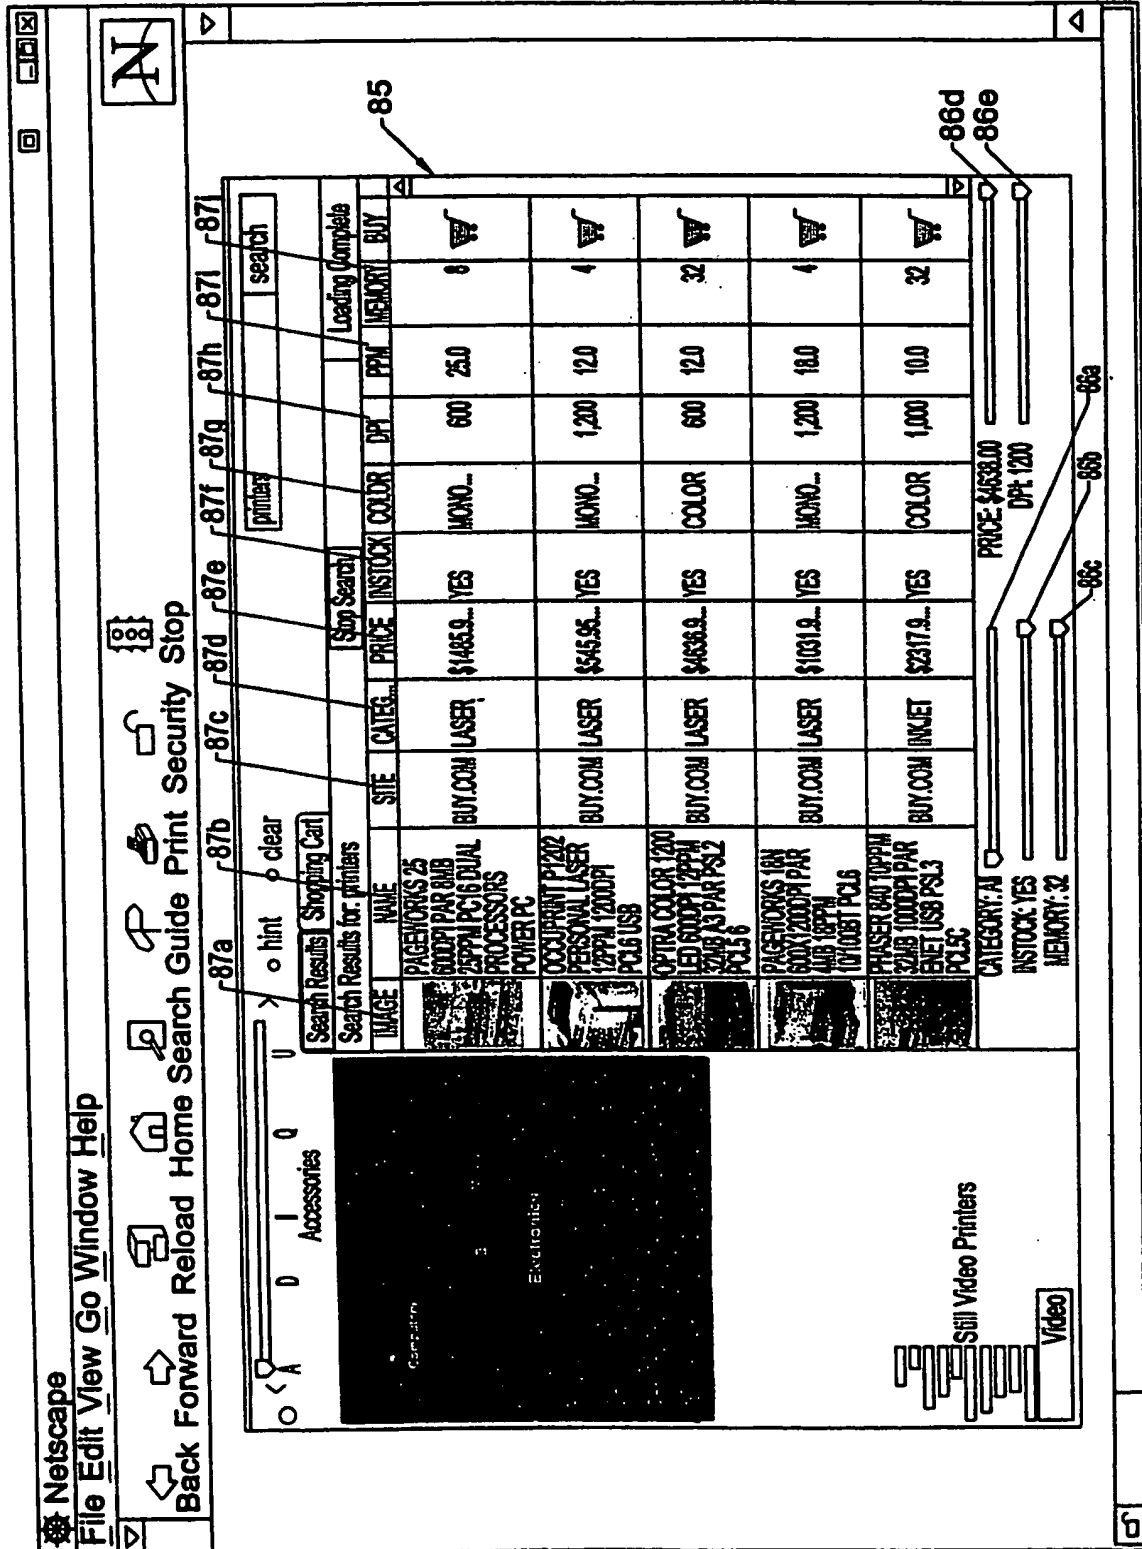 Netscape
File Edit View Go Window Help
Back Forward Reload Home Search Guide Print Security Stop
N
87a 87b 87c 87d 87e 87f 87g 87h 87i 87j
< >
A D I Q U
hint clear
printers search
Accessories
Search Results Shopping Cart
Search Results for: printers Stop Search Loading Complete
IMAGE NAME SITE CATEG... PRICE INSTOCK COLOR DPI PPM MEMORY BUY
85
PAGEWORKS 25
600DPI PAR 8MB
25PPM PC16 DUAL
PROCESSORS
POWER PC
BUY.COM LASER $1485.9... YES MONO... 600 25.0 8
OCCUPRINT P1202
PERSONAL LASER
12PPM 1200DPI
PCL6 USB
BUY.COM LASER $545.95... YES MONO... 1,200 12.0 4
OPTRA COLOR 1200
LED 600DPI 12PPM
32MB A3 PAR PSL2
PCL5 6
BUY.COM LASER $4636.9... YES COLOR 600 12.0 32
PAGEWORKS 18N
600X1200DPI PAR
4MB 18PPM
10/100BT PCL6
BUY.COM LASER $1031.9... YES MONO... 1,200 18.0 4
PHASER 840 10PPM
32MB 1000DPI PAR
ENET USB PSL3
PCL5C
BUY.COM INKJET $2317.9... YES COLOR 1,000 10.0 32
Electronics
Still Video Printers
Video
CATEGORY: All PRICE: $4638.00
INSTOCK: YES DPI: 1200
MEMORY: 32
86a
86b
86c
86d
86e